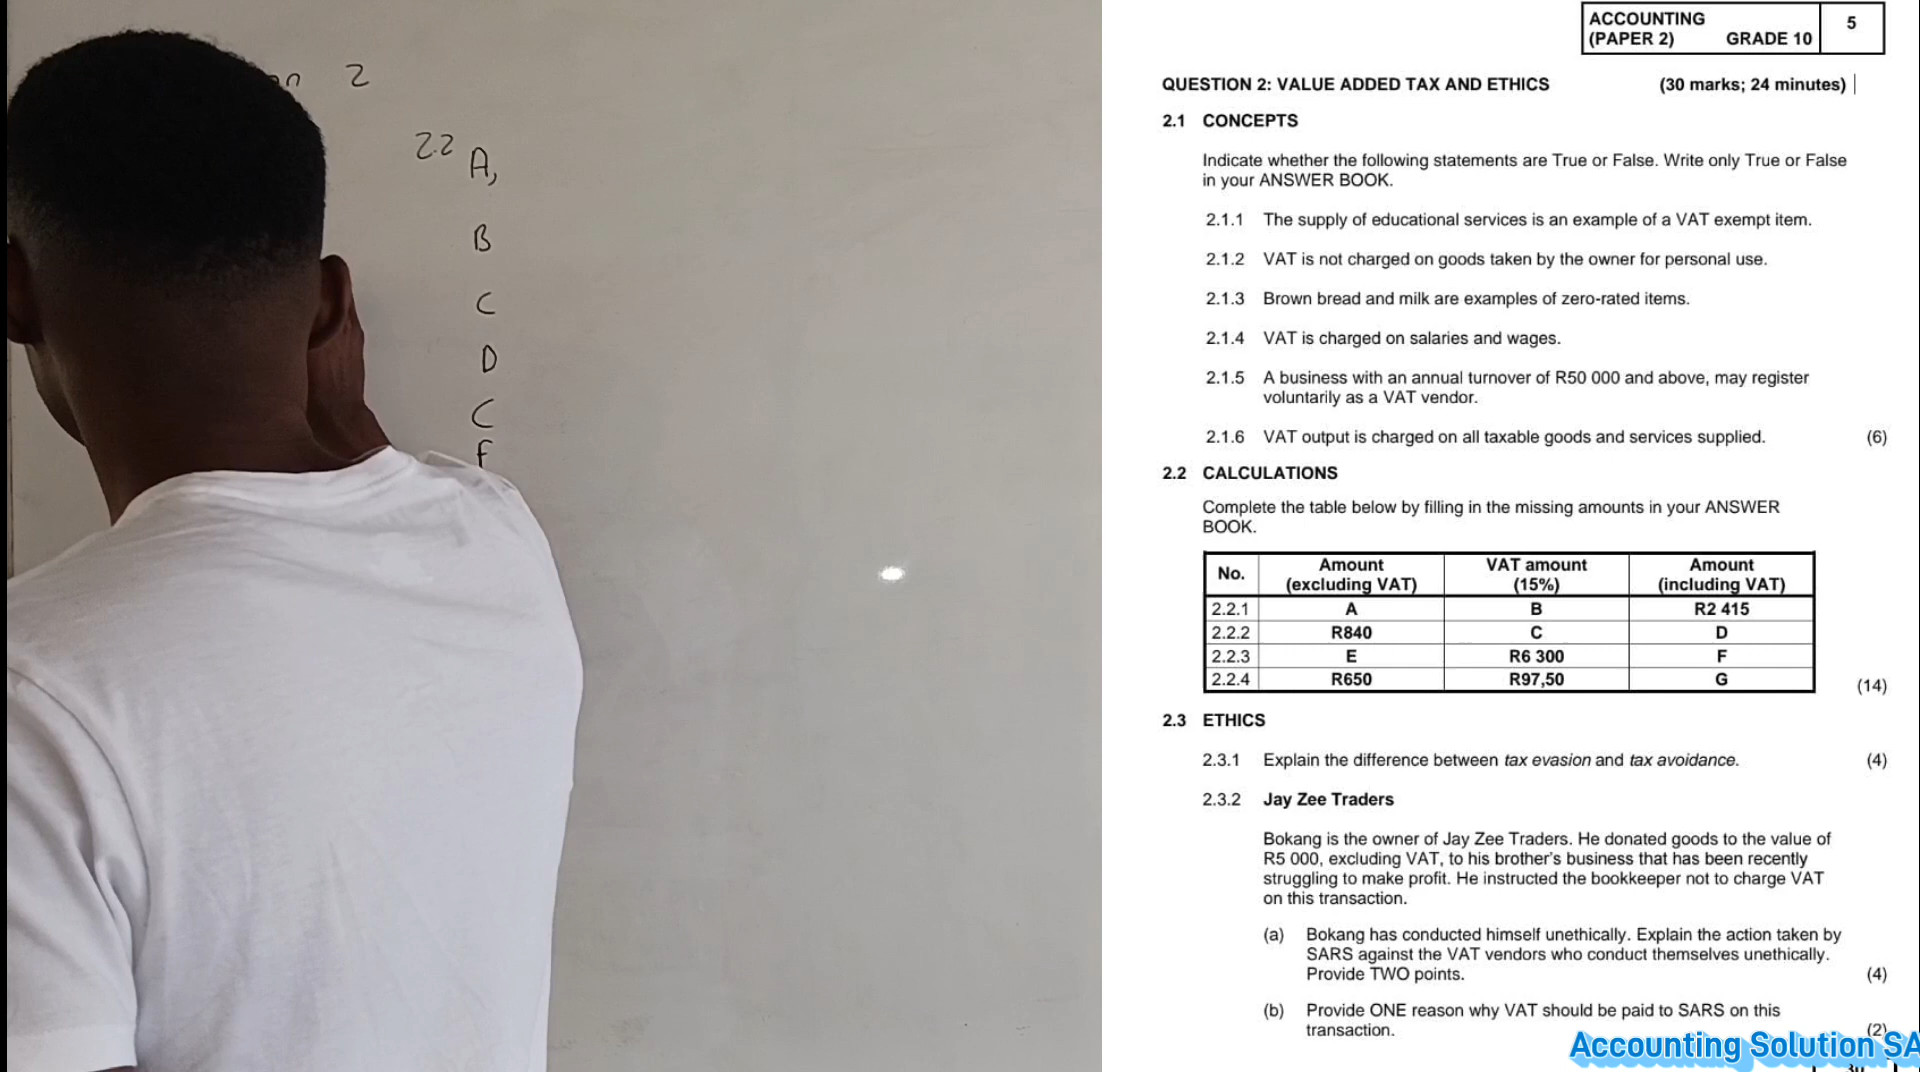 n 2
2.2 A,
B
C
D
C
F
ACCOUNTING
(PAPER 2) GRADE 10
5
QUESTION 2: VALUE ADDED TAX AND ETHICS (30 marks; 24 minutes)
2.1 CONCEPTS
Indicate whether the following statements are True or False. Write only True or False
in your ANSWER BOOK.
2.1.1 The supply of educational services is an example of a VAT exempt item.
2.1.2 VAT is not charged on goods taken by the owner for personal use.
2.1.3 Brown bread and milk are examples of zero-rated items.
2.1.4 VAT is charged on salaries and wages.
2.1.5 A business with an annual turnover of R50 000 and above, may register
voluntarily as a VAT vendor.
2.1.6 VAT output is charged on all taxable goods and services supplied. (6)
2.2 CALCULATIONS
Complete the table below by filling in the missing amounts in your ANSWER
BOOK.
No. Amount (excluding VAT) VAT amount (15%) Amount (including VAT)
2.2.1 A B R2 415
2.2.2 R840 C D
2.2.3 E R6 300 F
2.2.4 R650 R97,50 G
(14)
2.3 ETHICS
2.3.1 Explain the difference between tax evasion and tax avoidance. (4)
2.3.2 Jay Zee Traders
Bokang is the owner of Jay Zee Traders. He donated goods to the value of
R5 000, excluding VAT, to his brother's business that has been recently
struggling to make profit. He instructed the bookkeeper not to charge VAT
on this transaction.
(a) Bokang has conducted himself unethically. Explain the action taken by
SARS against the VAT vendors who conduct themselves unethically.
Provide TWO points. (4)
(b) Provide ONE reason why VAT should be paid to SARS on this
transaction. (2)
Accounting Solution SA